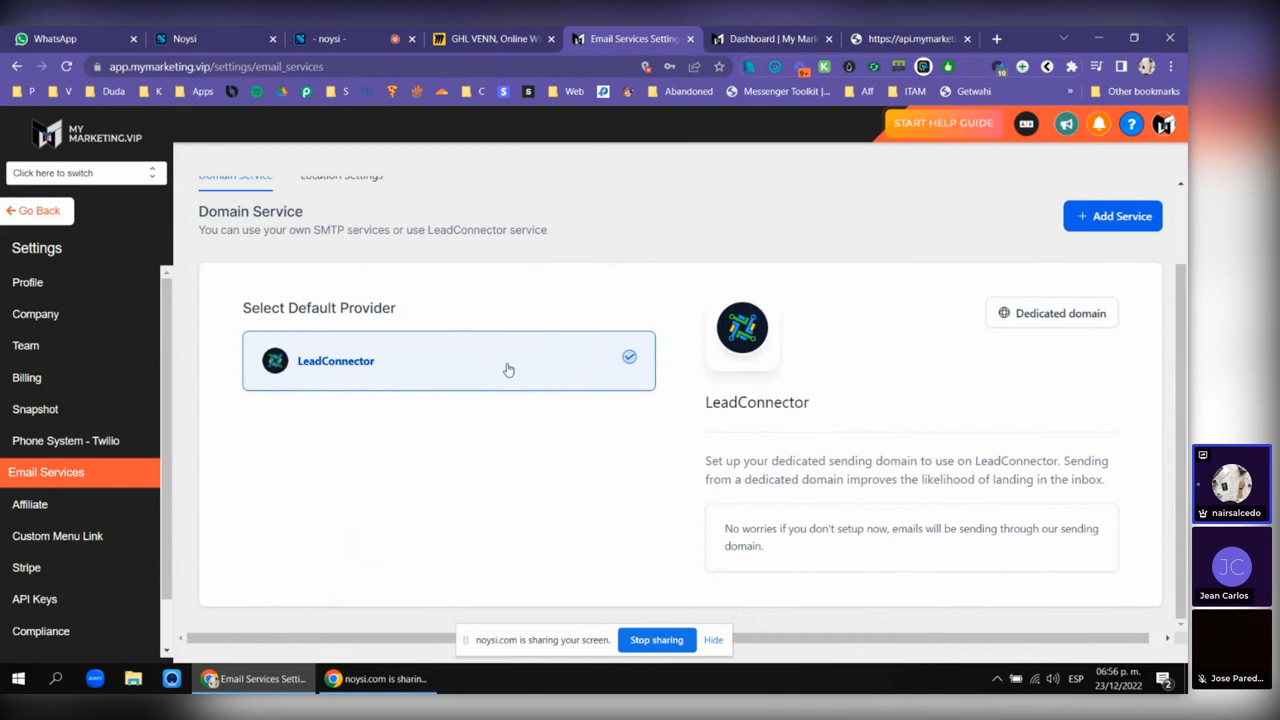 WhatsApp
Noysi
- noysi -
GHL VENN, Online W
Email Services Settin
Dashboard | My Mark
https://api.mymarketi
app.mymarketing.vip/settings/email_services
9+
10
P
V
Duda
K
Apps
S
C
Web
Abandoned
Messenger Toolkit |...
Aff
ITAM
Getwahi
»
Other bookmarks
MY
MARKETING.VIP
START HELP GUIDE
Click here to switch
Go Back
Settings
Profile
Company
Team
Billing
Snapshot
Phone System - Twilio
Email Services
Affiliate
Custom Menu Link
Stripe
API Keys
Compliance
Domain Service
Location Settings
Domain Service
You can use your own SMTP services or use LeadConnector service
+ Add Service
Select Default Provider
LeadConnector
Dedicated domain
LeadConnector
Set up your dedicated sending domain to use on LeadConnector. Sending
from a dedicated domain improves the likelihood of landing in the inbox.
No worries if you don't setup now, emails will be sending through our sending
domain.
noysi.com is sharing your screen.
Stop sharing
Hide
Email Services Setti...
noysi.com is sharin...
ESP
06:56 p. m.
23/12/2022
2
nairsalcedo
JC
Jean Carlos
Jose Pared...